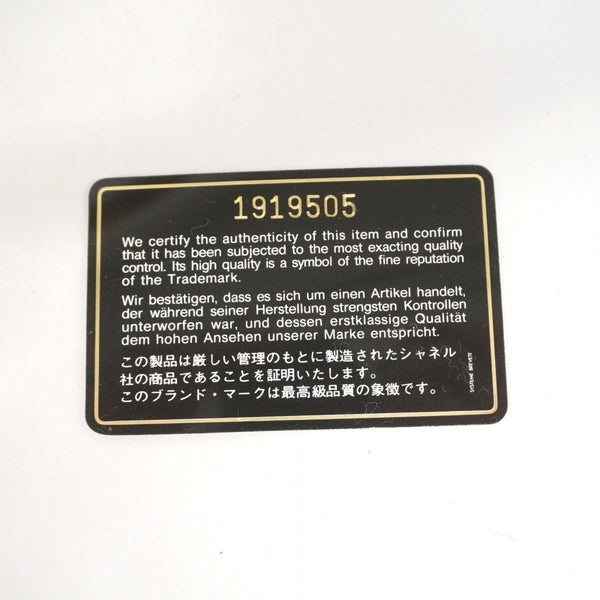 1919505
We certify the authenticity of this item and confirm
that it has been subjected to the most exacting quality
control. Its high quality is a symbol of the fine reputation
of the Trademark.
Wir bestätigen, dass es sich um einen Artikel handelt,
der während seiner Herstellung strengsten Kontrollen
unterworfen war, und dessen erstklassige Qualität
dem hohen Ansehen unserer Marke entspricht.
この製品は厳しい管理のもとに製造されたシャネル
社の商品であることを証明いたします。
このブランド・マークは最高級品質の象徴です。
SYSTEME BREVETE